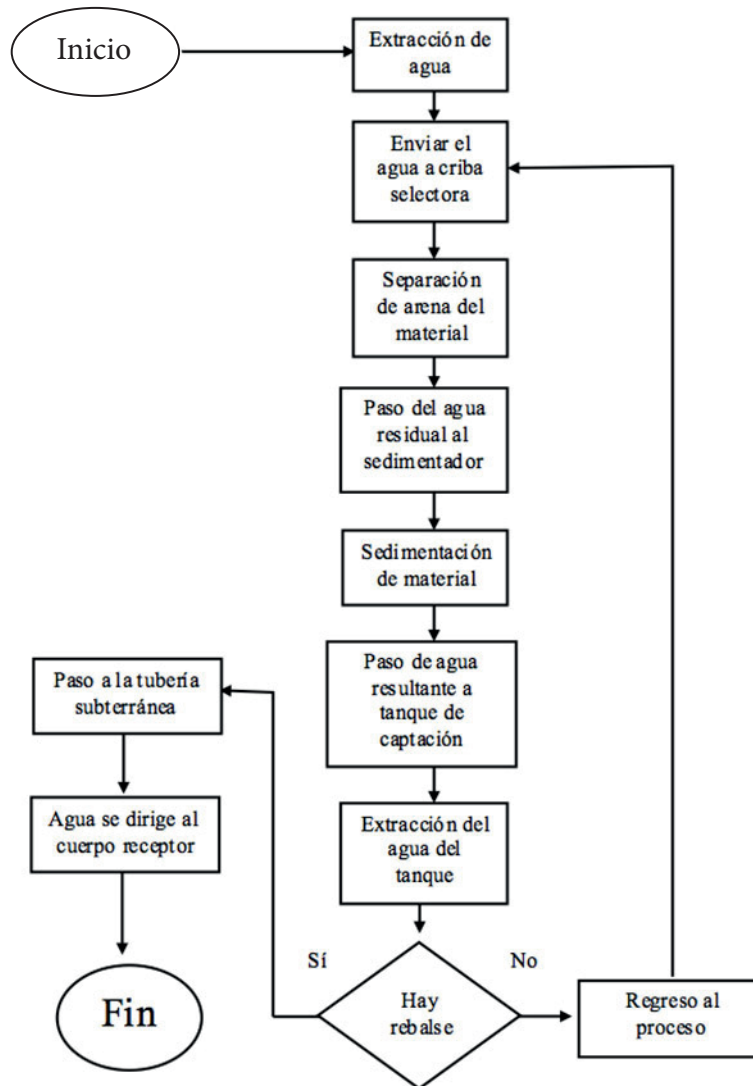 Inicio
Extracción de
agua
Enviar el
agua a criba
selectora
Separación
de arena del
material
Paso del agua
residual al
sedimentador
Sedimentación
de material
Paso de agua
resultante a
tanque de
captación
Extracción del
agua del
tanque
Hay
rebalse
Sí
No
Paso a la tubería
subterránea
Agua se dirige al
cuerpo receptor
Fin
Regreso al
proceso